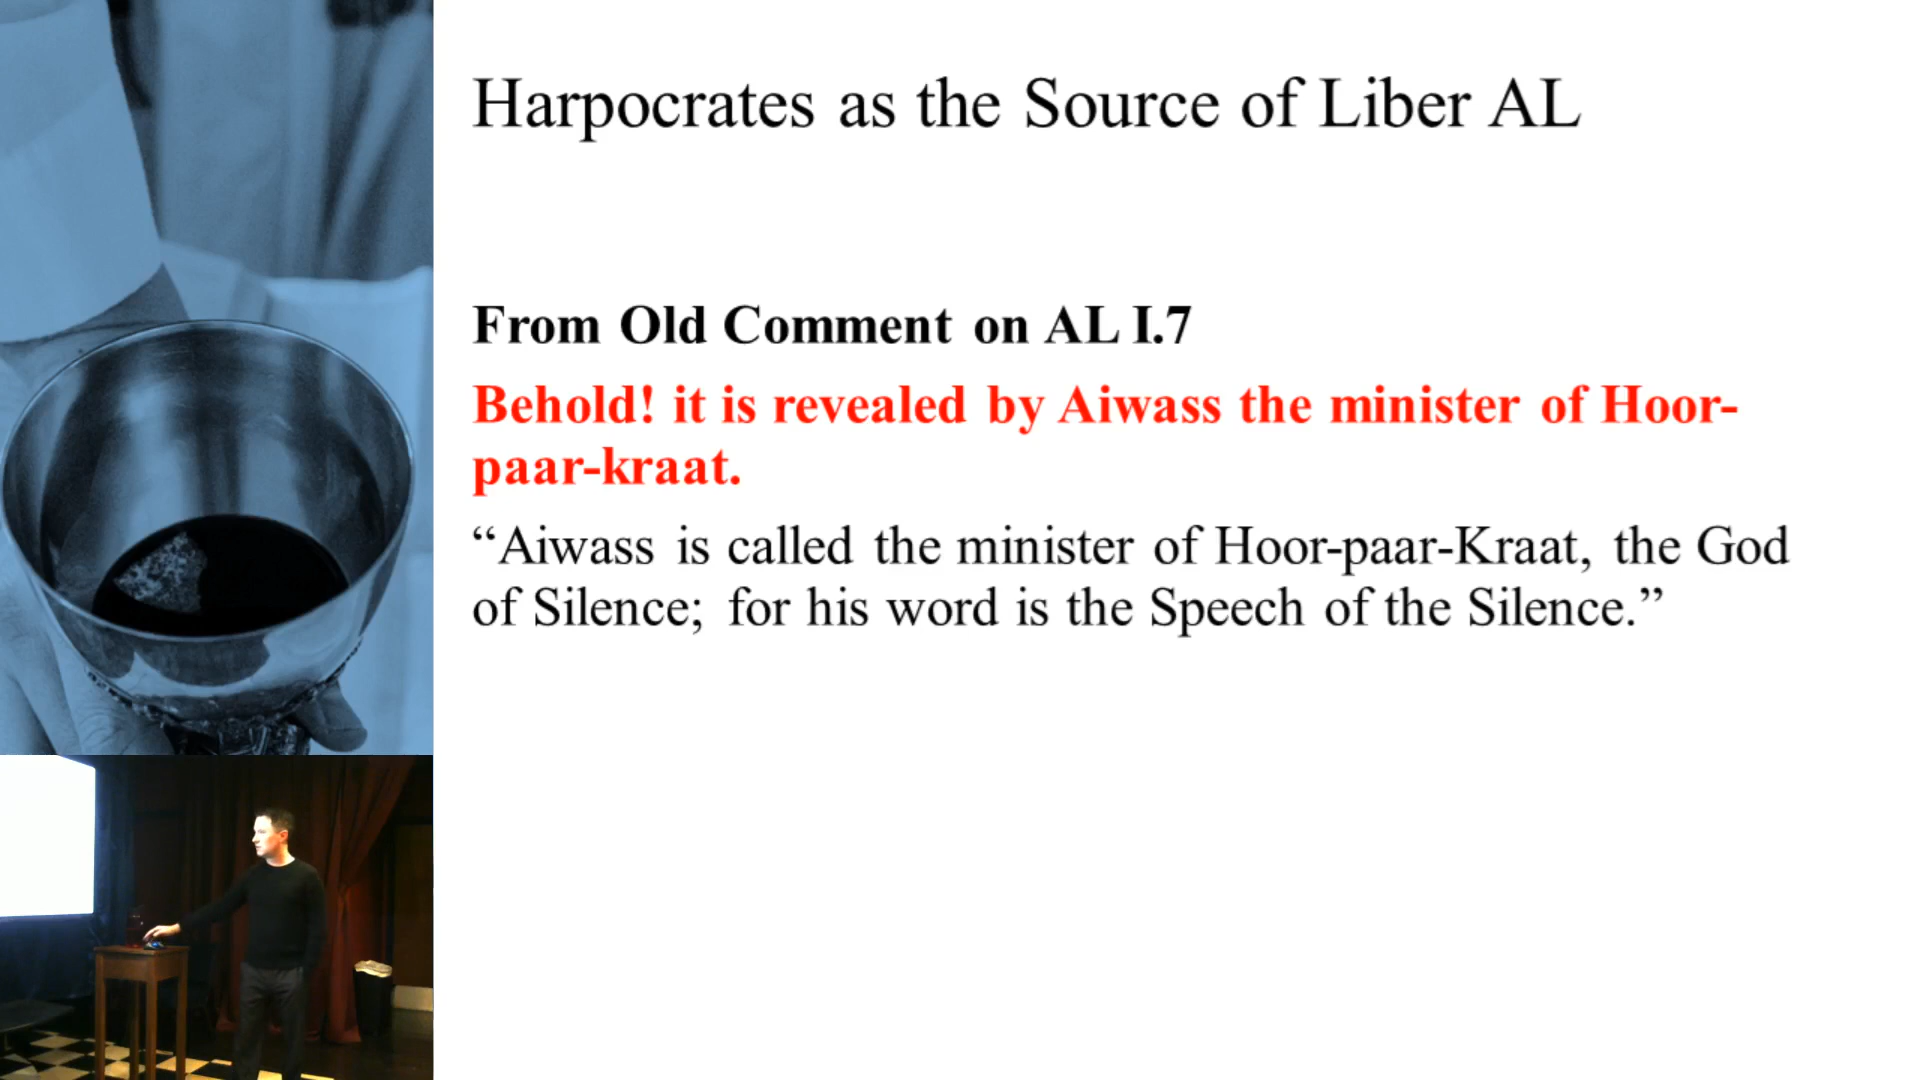 Harpocrates as the Source of Liber AL
From Old Comment on AL I.7
Behold! it is revealed by Aiwass the minister of Hoor-
paar-kraat.
“Aiwass is called the minister of Hoor-paar-Kraat, the God
of Silence; for his word is the Speech of the Silence.”